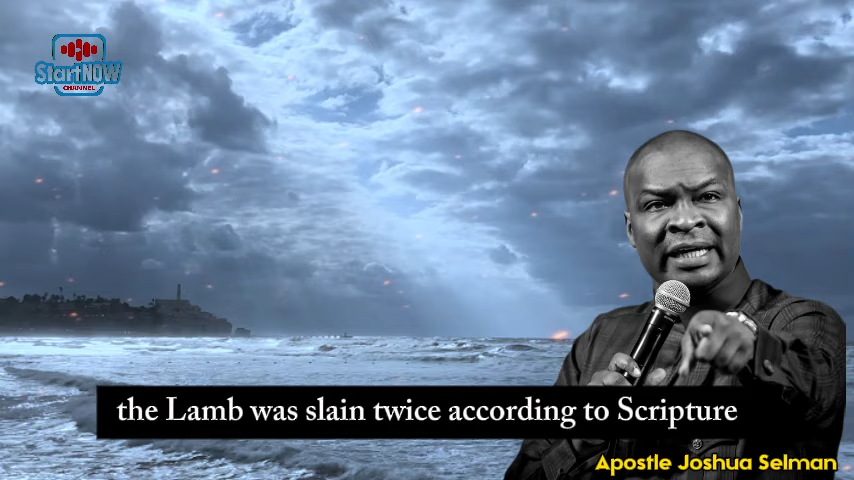 StartNOW
CHANNEL
the Lamb was slain twice according to Scripture
Apostle Joshua Selman